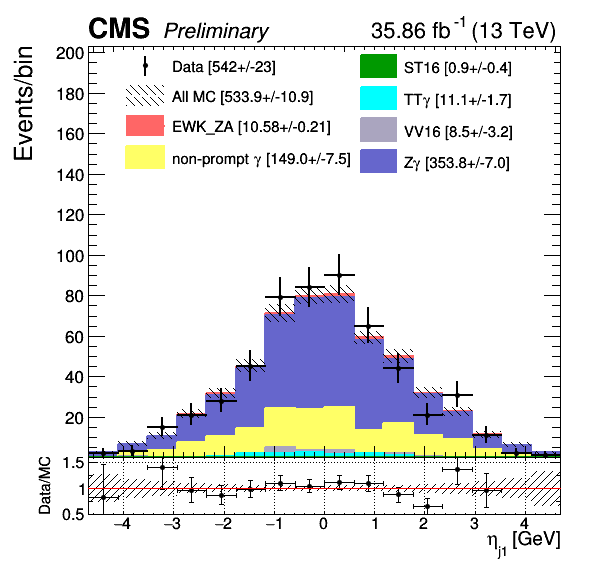 CMS Preliminary 35.86 fb⁻¹ (13 TeV)
Events/bin
200
180
160
140
120
100
80
60
40
20
Data [542+/-23]
All MC [533.9+/-10.9]
EWK_ZA [10.58+/-0.21]
non-prompt γ [149.0+/-7.5]
ST16 [0.9+/-0.4]
TTγ [11.1+/-1.7]
VV16 [8.5+/-3.2]
Zγ [353.8+/-7.0]
Data/MC
1.5
1
0.5
−4 −3 −2 −1 0 1 2 3 4
η_j1 [GeV]